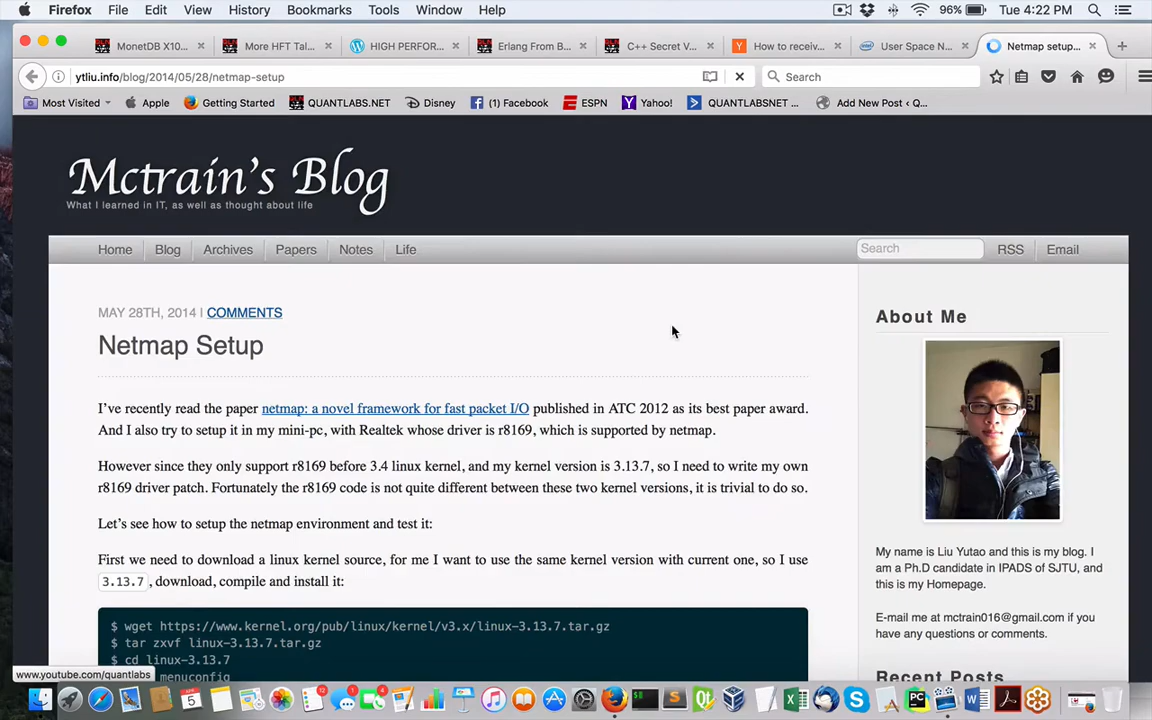 Firefox File Edit View History Bookmarks Tools Window Help 96% Tue 4:22 PM
MonetDB X10... More HFT Tal... HIGH PERFOR... Erlang From B... C++ Secret V... How to receiv... User Space N... Netmap setup...
ytliu.info/blog/2014/05/28/netmap-setup Search
Most Visited Apple Getting Started QUANTLABS.NET Disney (1) Facebook ESPN Yahoo! QUANTLABSNET ... Add New Post ‹ Q...
Mctrain's Blog
What I learned in IT, as well as thought about life
Home Blog Archives Papers Notes Life Search RSS Email
MAY 28TH, 2014 | COMMENTS
Netmap Setup
I've recently read the paper netmap: a novel framework for fast packet I/O published in ATC 2012 as its best paper award.
And I also try to setup it in my mini-pc, with Realtek whose driver is r8169, which is supported by netmap.
However since they only support r8169 before 3.4 linux kernel, and my kernel version is 3.13.7, so I need to write my own
r8169 driver patch. Fortunately the r8169 code is not quite different between these two kernel versions, it is trivial to do so.
Let's see how to setup the netmap environment and test it:
First we need to download a linux kernel source, for me I want to use the same kernel version with current one, so I use
3.13.7, download, compile and install it:
$ wget https://www.kernel.org/pub/linux/kernel/v3.x/linux-3.13.7.tar.gz
$ tar zxvf linux-3.13.7.tar.gz
$ cd linux-3.13.7
menuconfig
About Me
My name is Liu Yutao and this is my blog. I
am a Ph.D candidate in IPADS of SJTU, and
this is my Homepage.
E-mail me at mctrain016@gmail.com if you
have any questions or comments.
Recent Posts
www.youtube.com/quantlabs